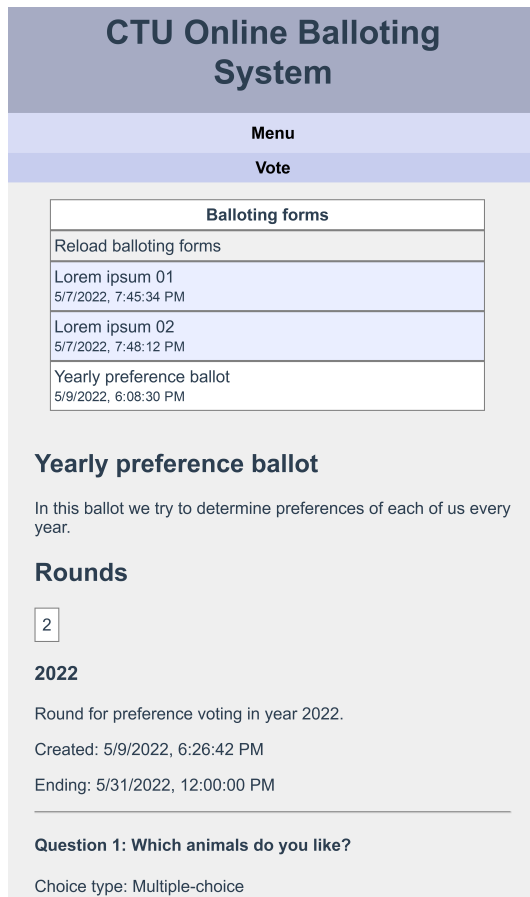 CTU Online Balloting
System
Menu
Vote
Balloting forms
Reload balloting forms
Lorem ipsum 01
5/7/2022, 7:45:34 PM
Lorem ipsum 02
5/7/2022, 7:48:12 PM
Yearly preference ballot
5/9/2022, 6:08:30 PM
Yearly preference ballot
In this ballot we try to determine preferences of each of us every
year.
Rounds
2
2022
Round for preference voting in year 2022.
Created: 5/9/2022, 6:26:42 PM
Ending: 5/31/2022, 12:00:00 PM
Question 1: Which animals do you like?
Choice type: Multiple-choice